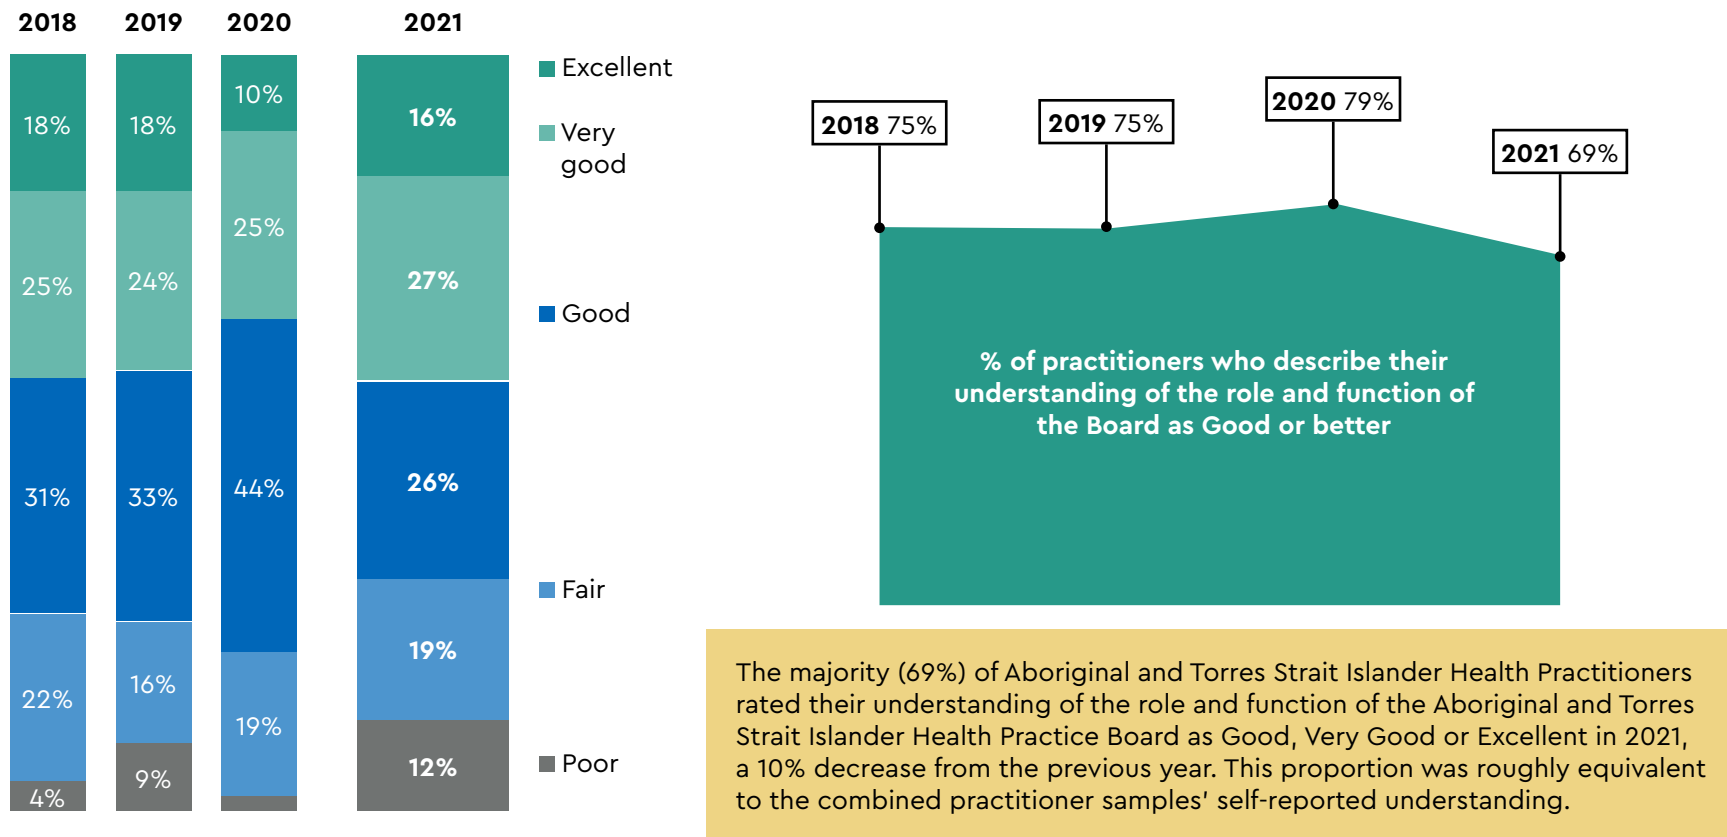 2018 2019 2020 2021
18%
25%
31%
22%
4%
18%
24%
33%
16%
9%
10%
25%
44%
19%
16%
27%
26%
19%
12%
Excellent
Very
good
Good
Fair
Poor
2018 75%
2019 75%
2020 79%
2021 69%
% of practitioners who describe their
understanding of the role and function of
the Board as Good or better
The majority (69%) of Aboriginal and Torres Strait Islander Health Practitioners
rated their understanding of the role and function of the Aboriginal and Torres
Strait Islander Health Practice Board as Good, Very Good or Excellent in 2021,
a 10% decrease from the previous year. This proportion was roughly equivalent
to the combined practitioner samples’ self-reported understanding.